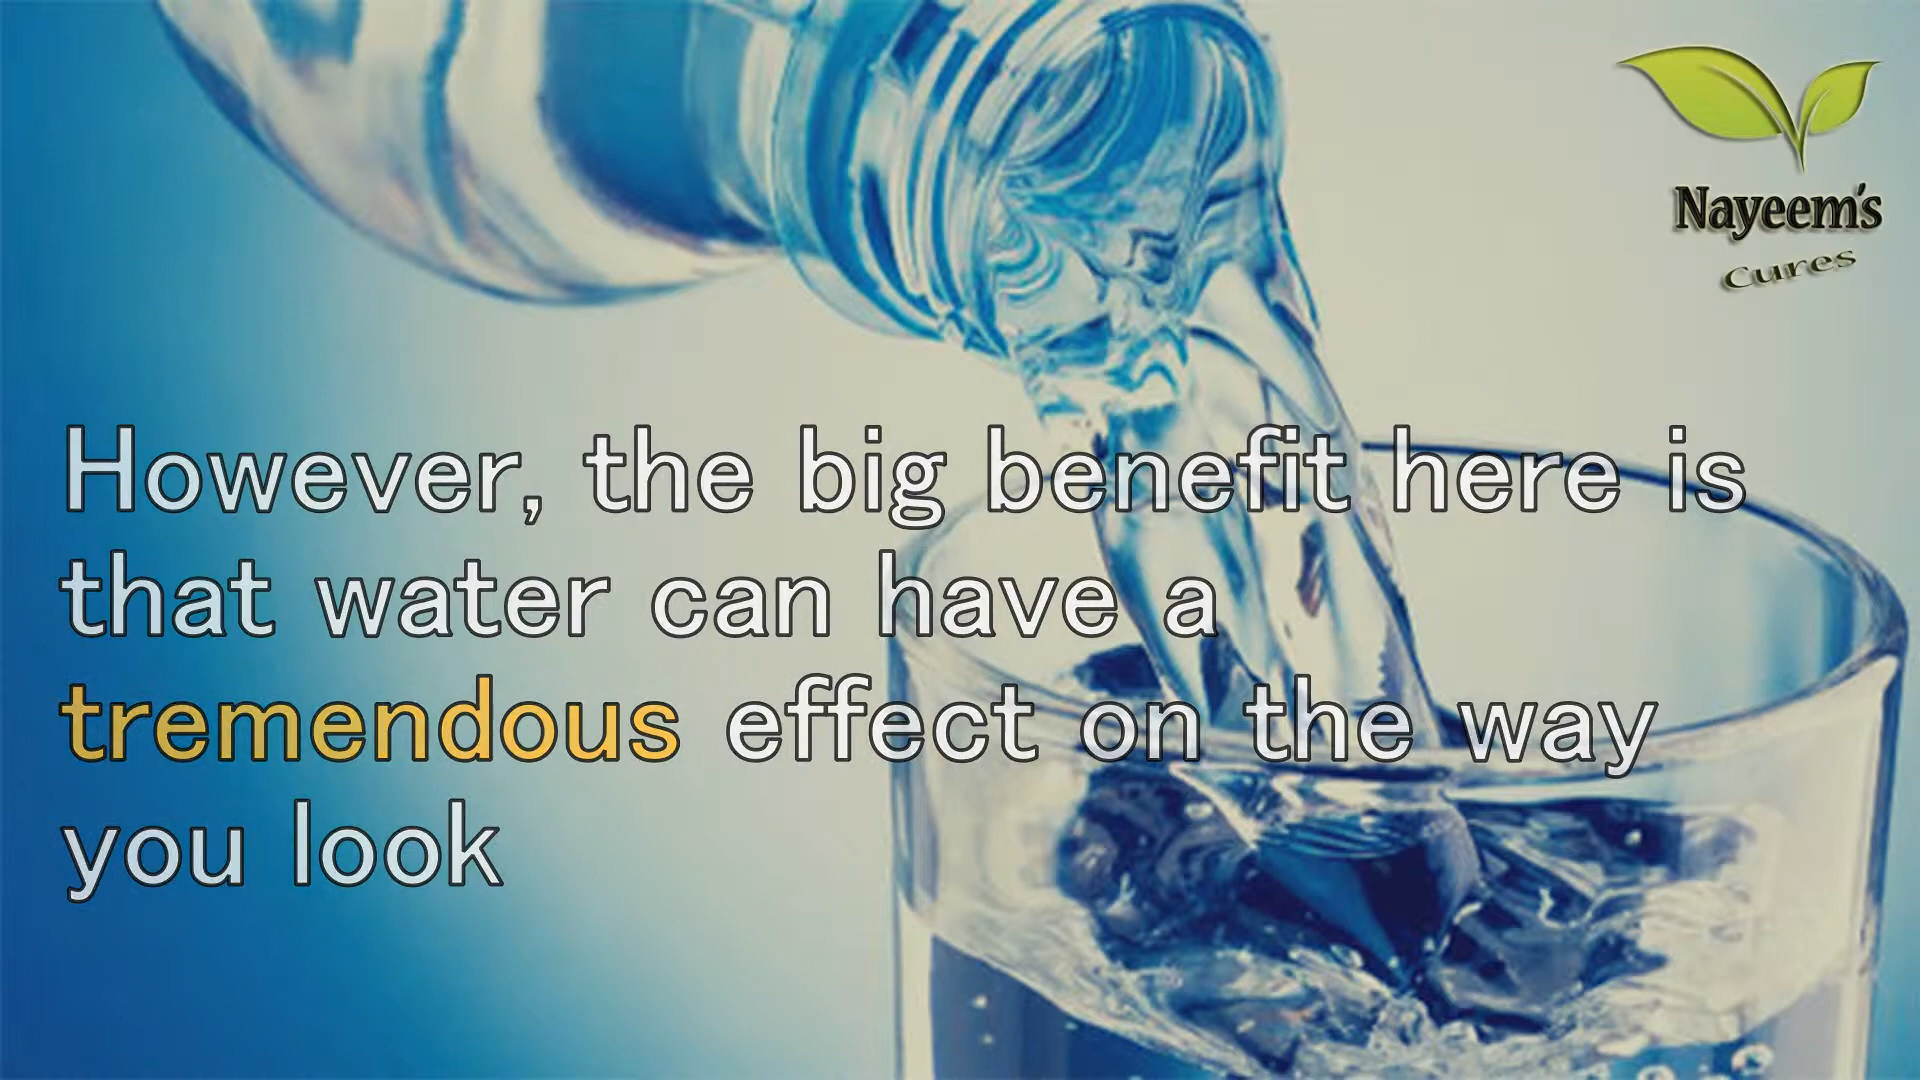 Nayeem's
Cures
However, the big benefit here is
that water can have a
tremendous effect on the way
you look